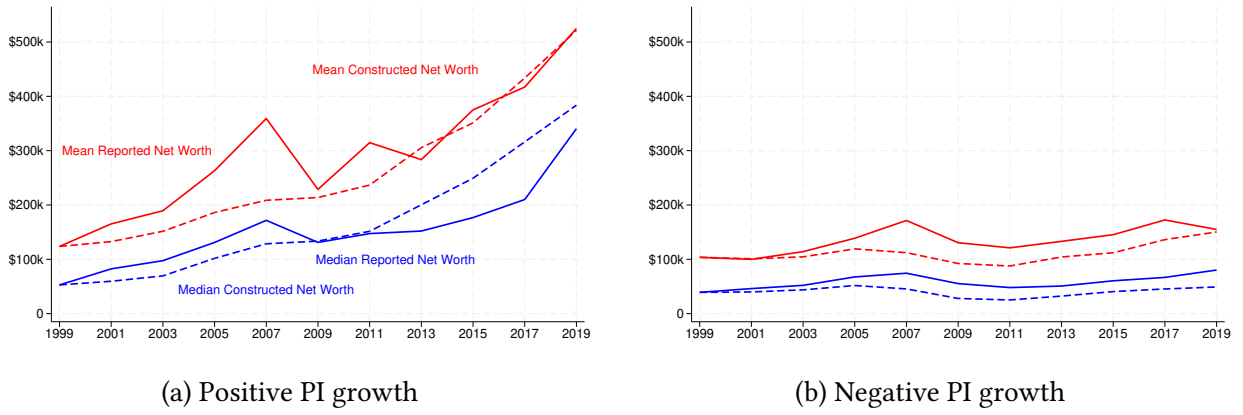 $500k
$400k
$300k
$200k
$100k
0
Mean Constructed Net Worth
Mean Reported Net Worth
Median Reported Net Worth
Median Constructed Net Worth
1999 2001 2003 2005 2007 2009 2011 2013 2015 2017 2019
(a) Positive PI growth
$500k
$400k
$300k
$200k
$100k
0
1999 2001 2003 2005 2007 2009 2011 2013 2015 2017 2019
(b) Negative PI growth